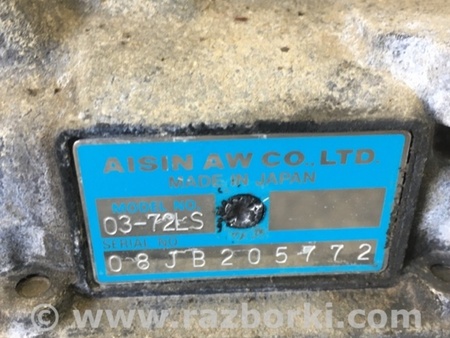 AISIN AW CO. LTD.
MADE IN JAPAN
MODEL NO.
03-72LS
SERIAL NO.
08JB205772
www.razborki.com